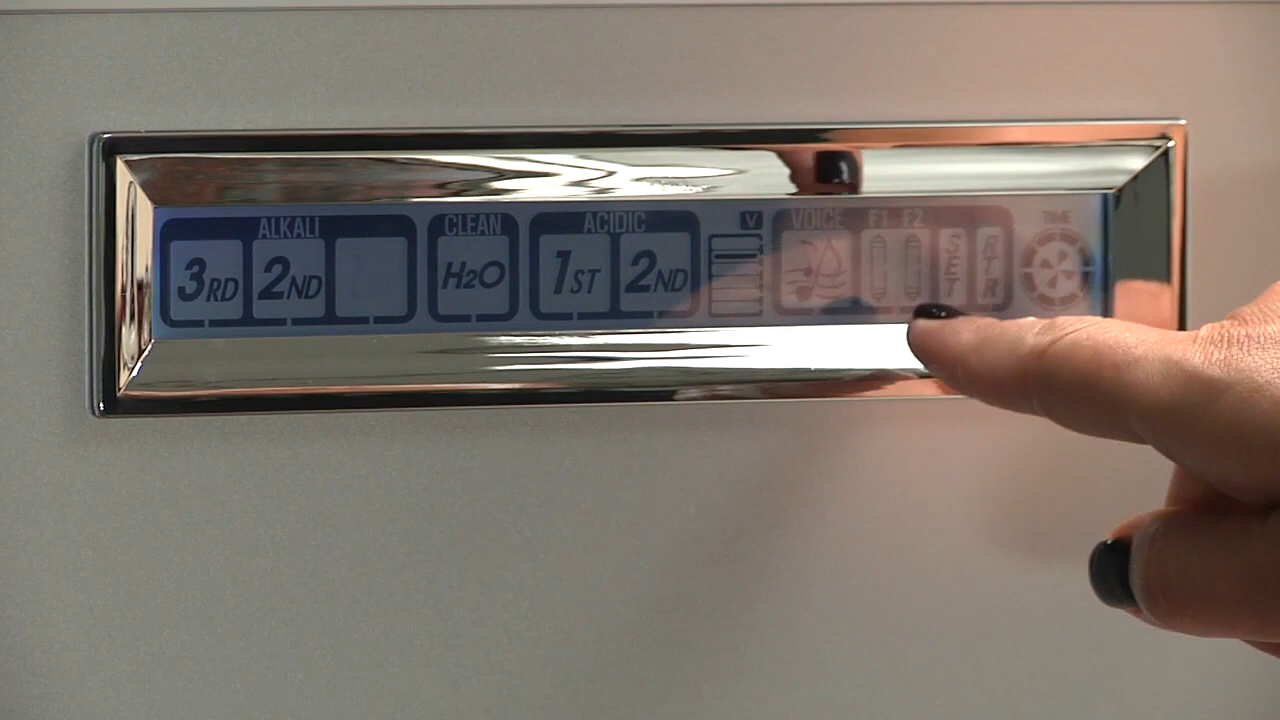 ALKALI CLEAN ACIDIC V VOICE F1 F2 TIME
3RD 2ND H2O 1ST 2ND SET RTR